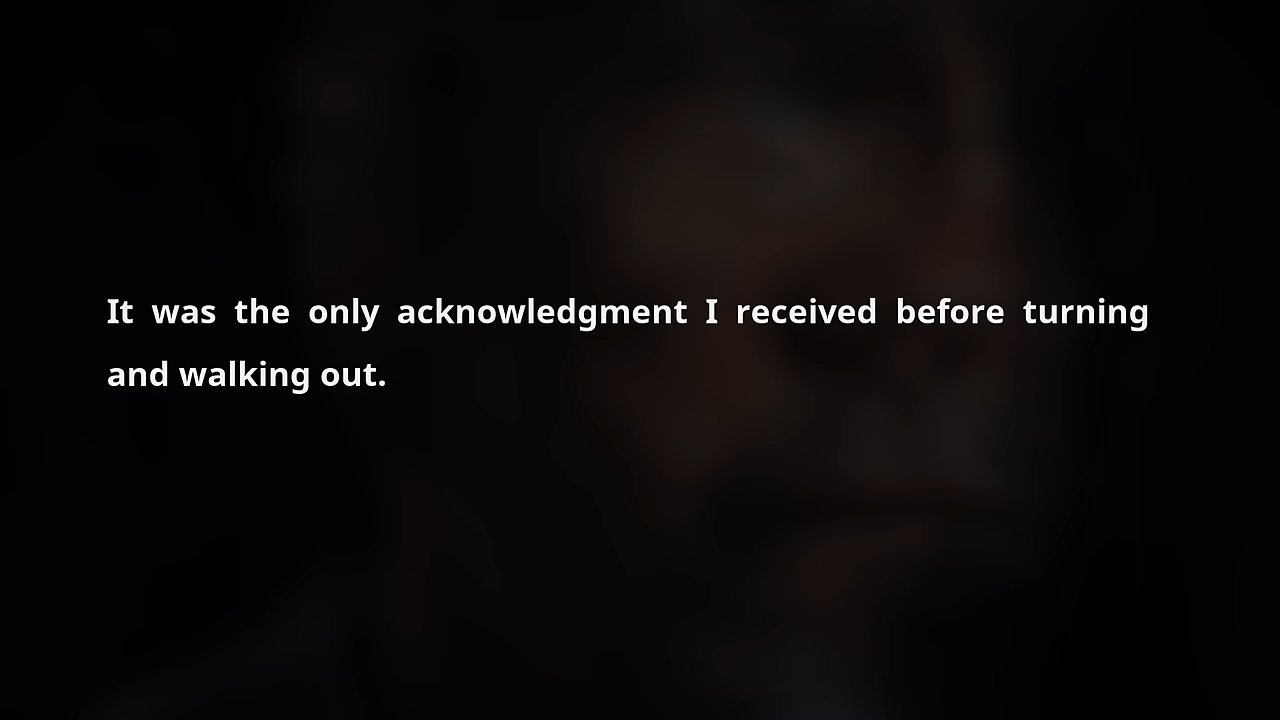 It was the only acknowledgment I received before turning
and walking out.